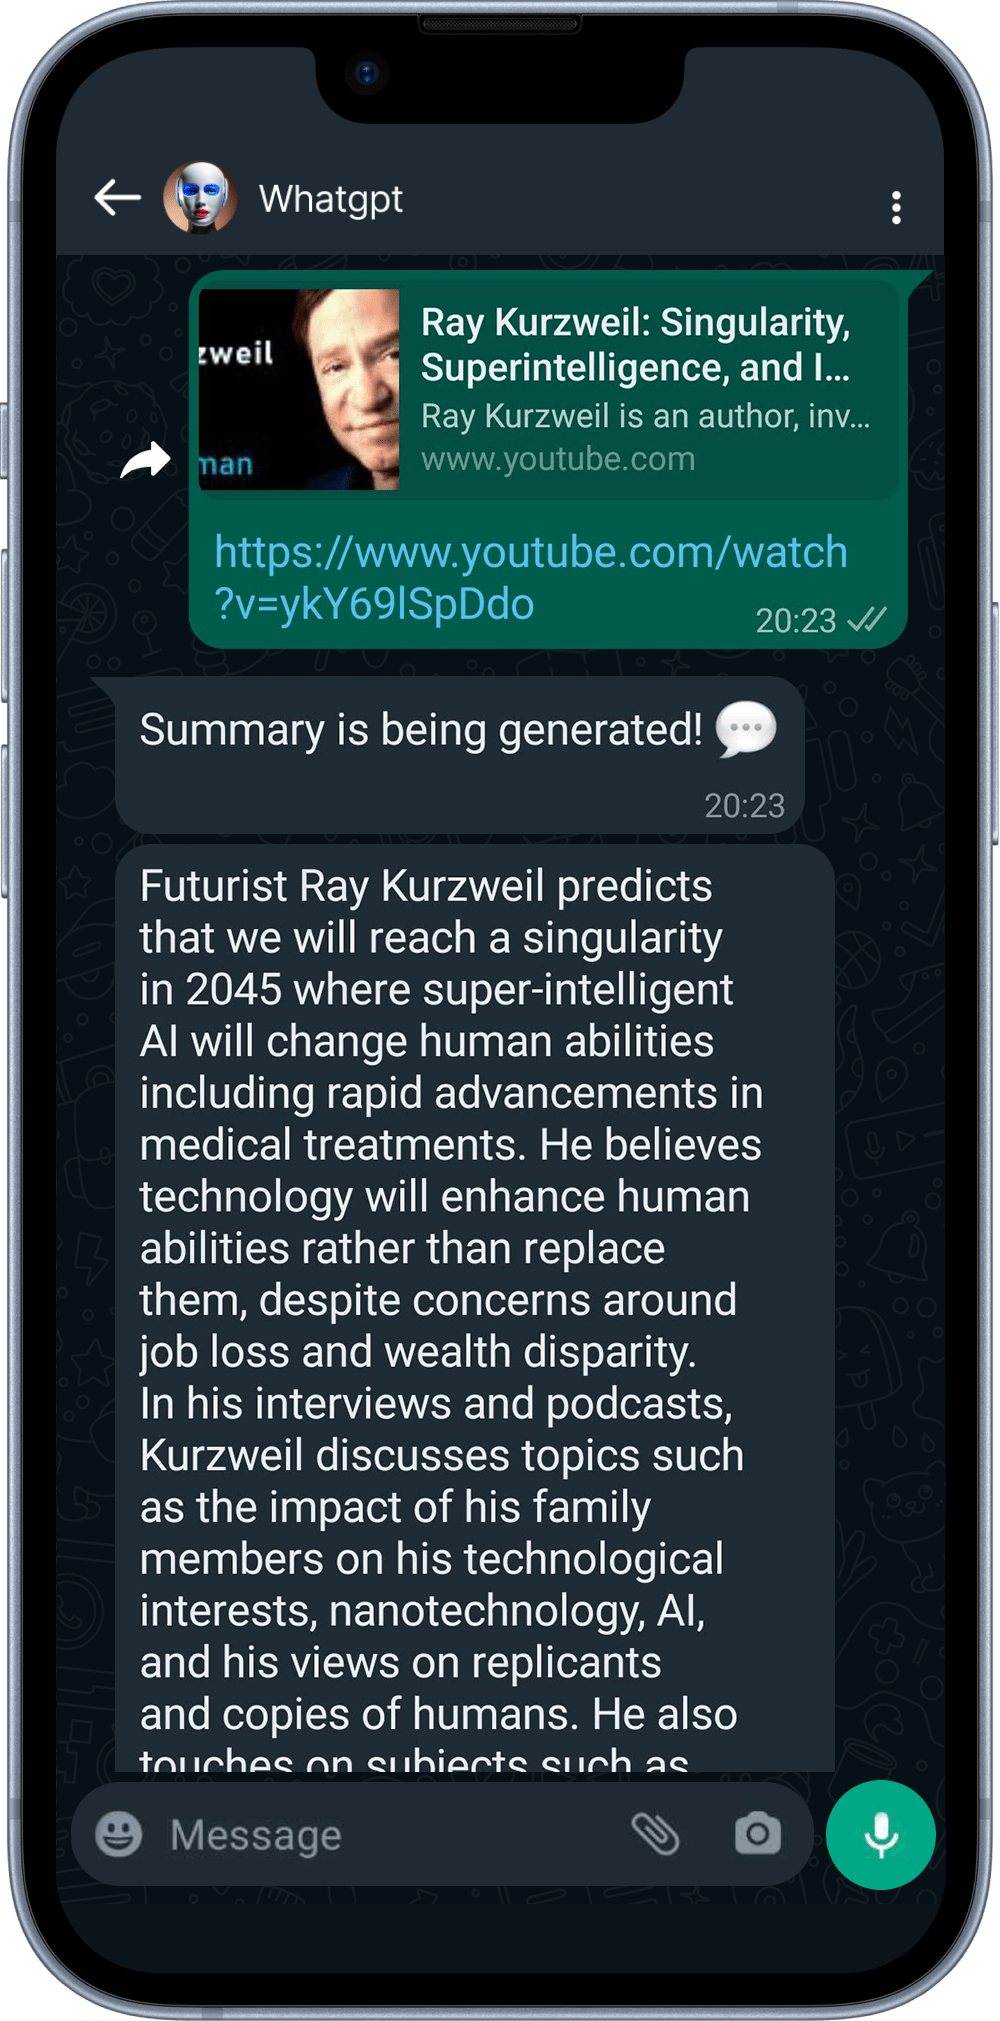 Whatgpt
zweil
man
Ray Kurzweil: Singularity,
Superintelligence, and I...
Ray Kurzweil is an author, inv...
www.youtube.com
https://www.youtube.com/watch
?v=ykY69lSpDdo
20:23
Summary is being generated!
20:23
Futurist Ray Kurzweil predicts
that we will reach a singularity
in 2045 where super-intelligent
AI will change human abilities
including rapid advancements in
medical treatments. He believes
technology will enhance human
abilities rather than replace
them, despite concerns around
job loss and wealth disparity.
In his interviews and podcasts,
Kurzweil discusses topics such
as the impact of his family
members on his technological
interests, nanotechnology, AI,
and his views on replicants
and copies of humans. He also
touches on subjects such as
Message